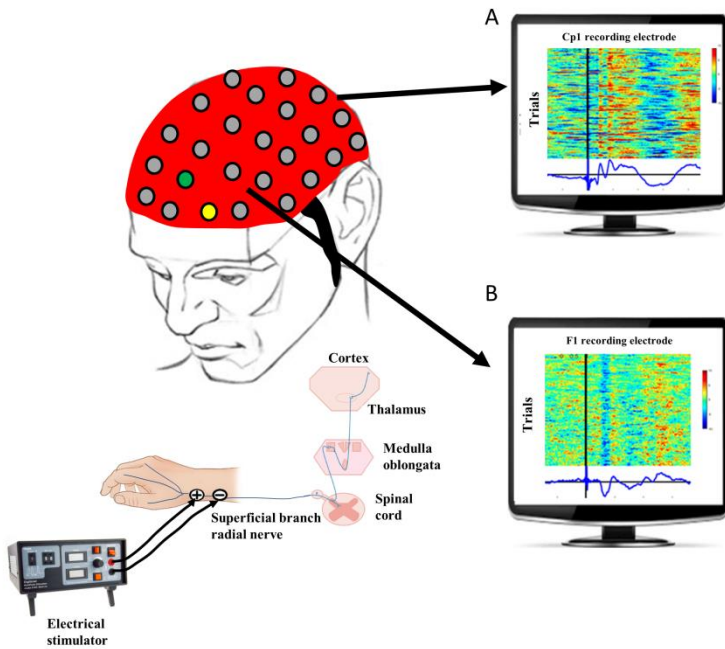 A
Cp1 recording electrode
Trials
B
F1 recording electrode
Trials
Cortex
Thalamus
Medulla
oblongata
Spinal
cord
+
−
Superficial branch
radial nerve
Electrical
stimulator